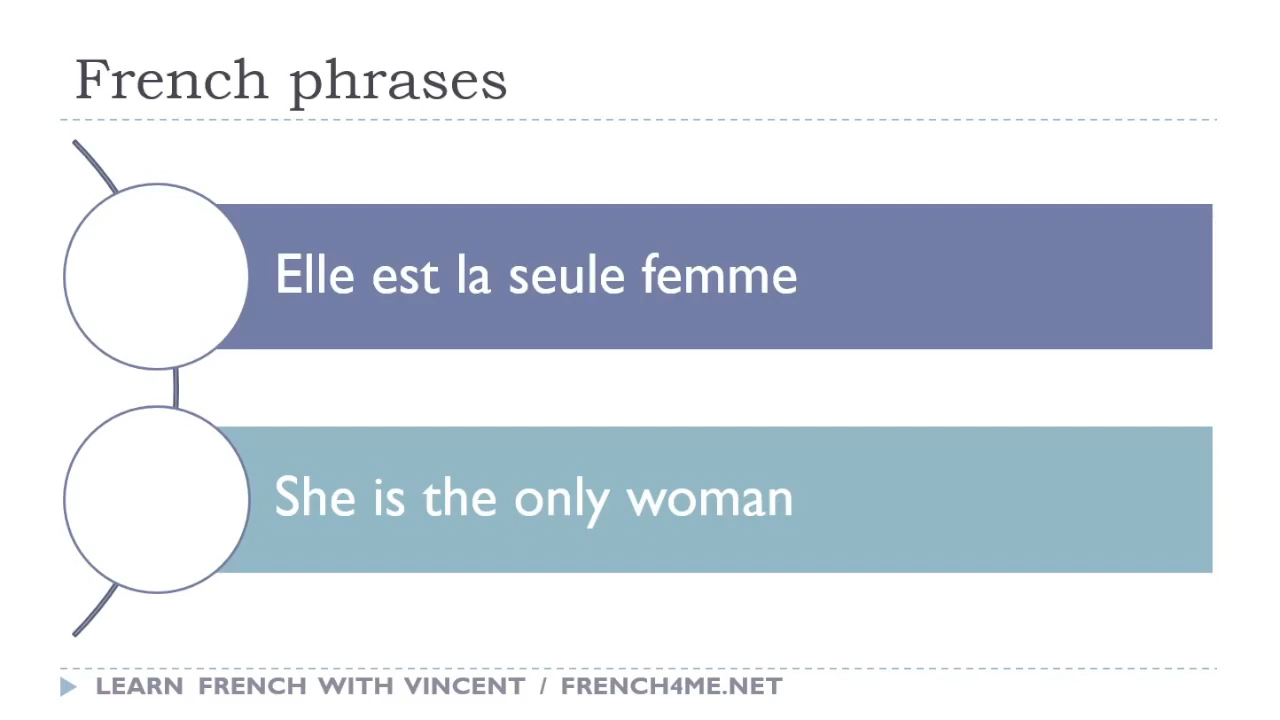 French phrases
Elle est la seule femme
She is the only woman
LEARN FRENCH WITH VINCENT / FRENCH4ME.NET